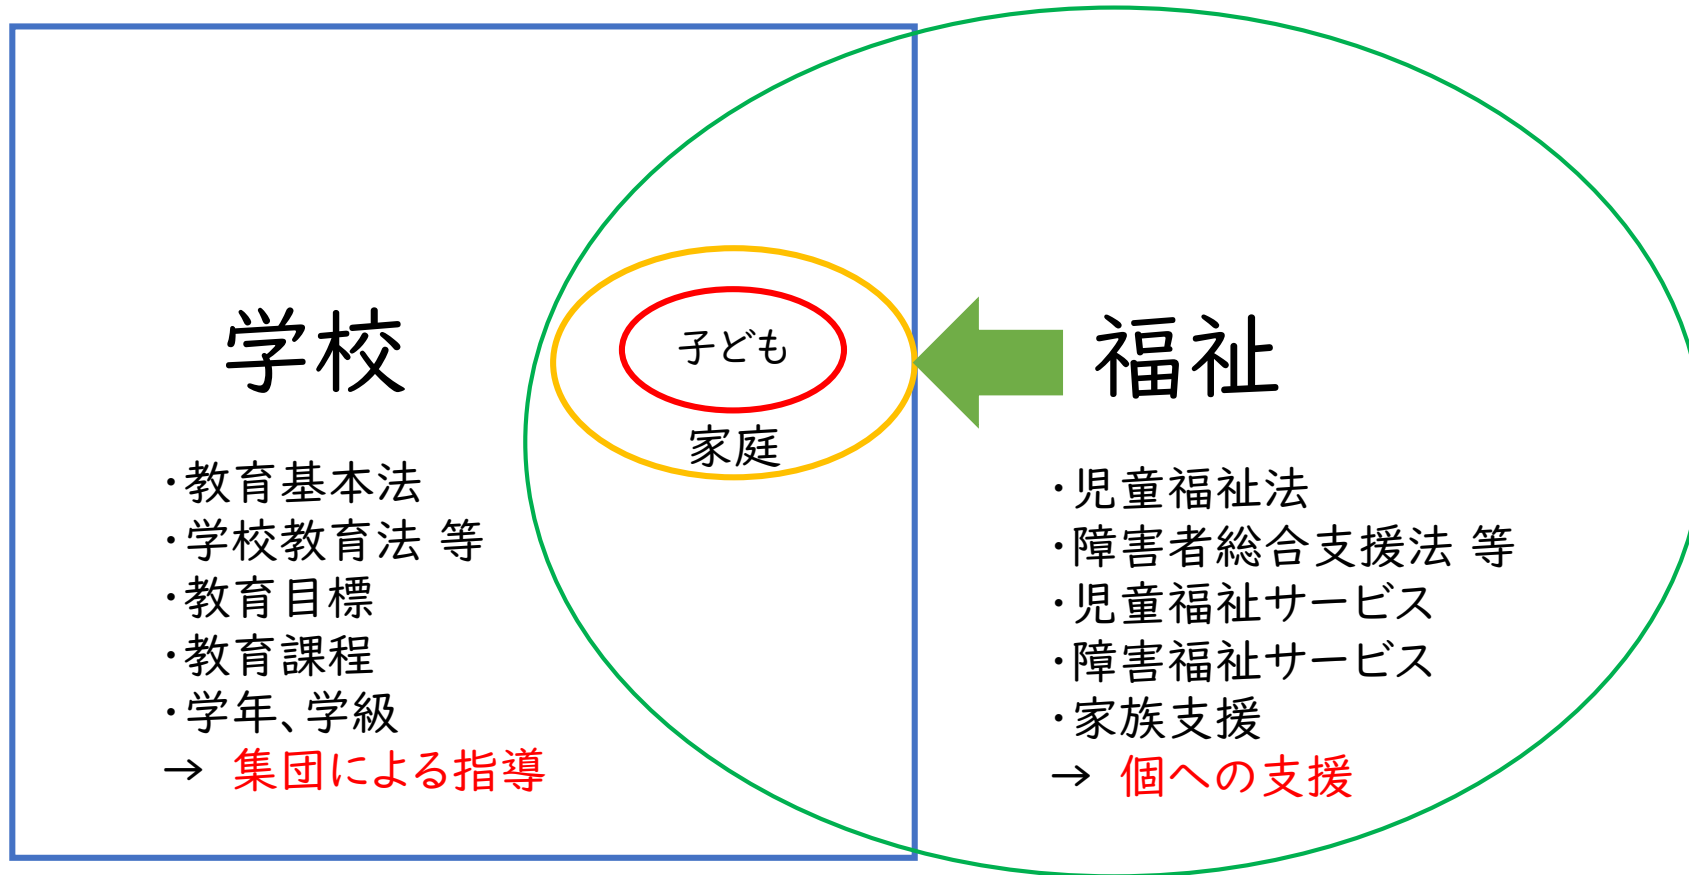 学校
・教育基本法
・学校教育法 等
・教育目標
・教育課程
・学年、学級
→ 集団による指導
子ども
家庭
福祉
・児童福祉法
・障害者総合支援法 等
・児童福祉サービス
・障害福祉サービス
・家族支援
→ 個への支援